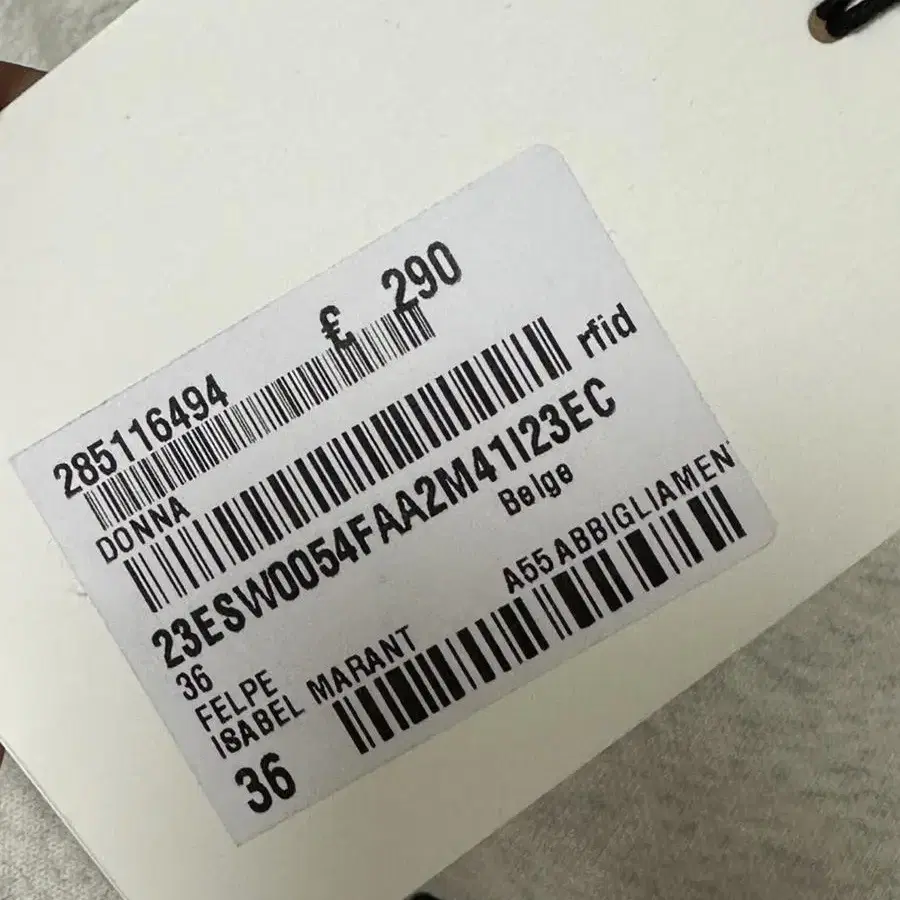 € 290
285116494
rfid
DONNA
23ESW0054FAA2M41I23EC
Beige
36
A55 ABBIGLIAMEN
FELPE
ISABEL MARANT
36